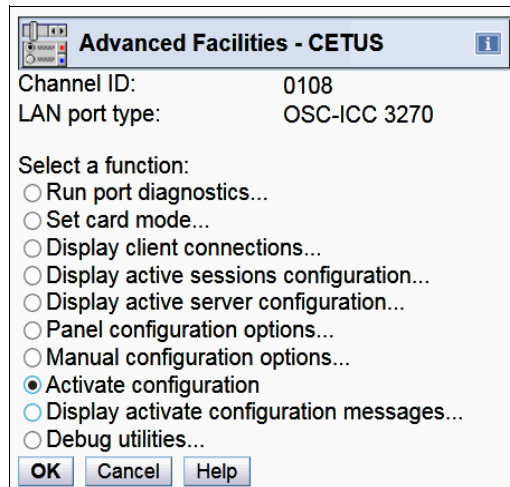 Advanced Facilities - CETUS
Channel ID: 0108
LAN port type: OSC-ICC 3270
Select a function:
Run port diagnostics...
Set card mode...
Display client connections...
Display active sessions configuration...
Display active server configuration...
Panel configuration options...
Manual configuration options...
Activate configuration
Display activate configuration messages...
Debug utilities...
OK Cancel Help